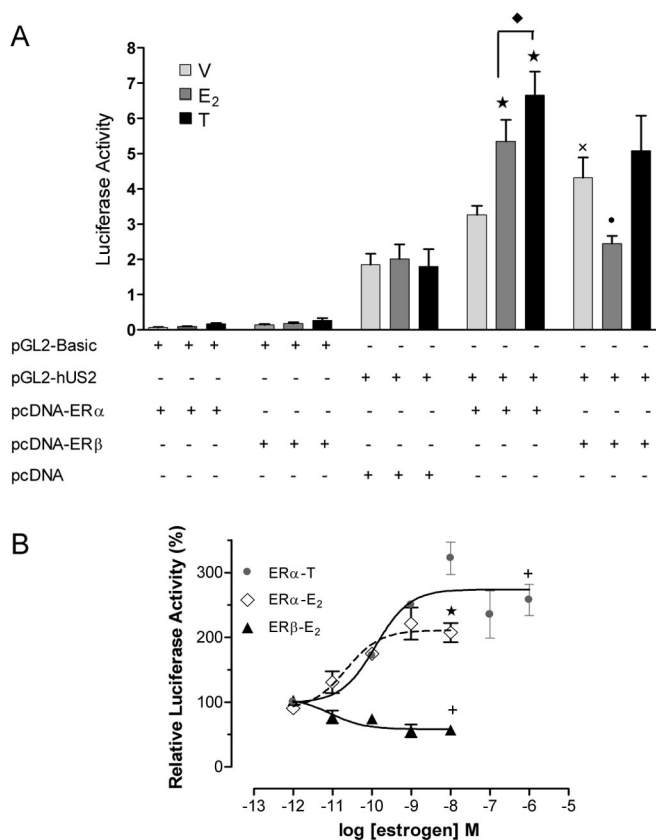 A
V
E2
T
Luciferase Activity
8
7
6
5
4
3
2
1
0
pGL2-Basic + + + + + + - - - - - - - - -
pGL2-hUS2 - - - - - - + + + + + + + + +
pcDNA-ERα + + + - - - - - - + + + - - -
pcDNA-ERβ - - - + + + - - - - - - + + +
pcDNA - - - - - - + + + - - - - - -
B
Relative Luciferase Activity (%)
300
200
100
0
ERα-T
ERα-E2
ERβ-E2
-13 -12 -11 -10 -9 -8 -7 -6 -5
log [estrogen] M